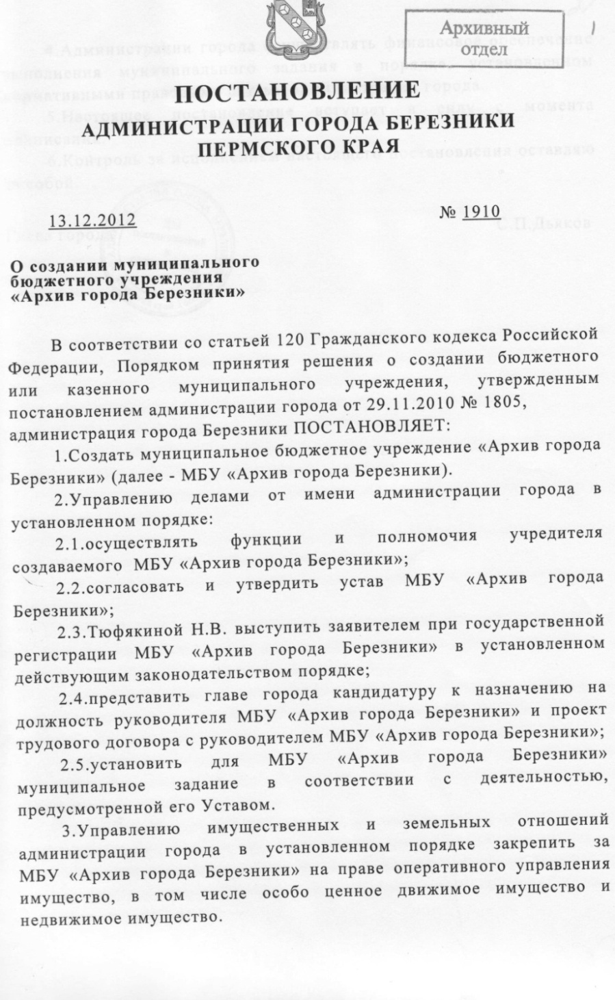 Архивный
отдел
ПОСТАНОВЛЕНИЕ
АДМИНИСТРАЦИИ ГОРОДА БЕРЕЗНИКИ
ПЕРМСКОГО КРАЯ
13.12.2012 № 1910
О создании муниципального
бюджетного учреждения
«Архив города Березники»
В соответствии со статьей 120 Гражданского кодекса Российской
Федерации, Порядком принятия решения о создании бюджетного
или казенного муниципального учреждения, утвержденным
постановлением администрации города от 29.11.2010 № 1805,
администрация города Березники ПОСТАНОВЛЯЕТ:
1.Создать муниципальное бюджетное учреждение «Архив города
Березники» (далее - МБУ «Архив города Березники).
2.Управлению делами от имени администрации города в
установленном порядке:
2.1.осуществлять функции и полномочия учредителя
создаваемого МБУ «Архив города Березники»;
2.2.согласовать и утвердить устав МБУ «Архив города
Березники»;
2.3.Тюфякиной Н.В. выступить заявителем при государственной
регистрации МБУ «Архив города Березники» в установленном
действующим законодательством порядке;
2.4.представить главе города кандидатуру к назначению на
должность руководителя МБУ «Архив города Березники» и проект
трудового договора с руководителем МБУ «Архив города Березники»;
2.5.установить для МБУ «Архив города Березники»
муниципальное задание в соответствии с деятельностью,
предусмотренной его Уставом.
3.Управлению имущественных и земельных отношений
администрации города в установленном порядке закрепить за
МБУ «Архив города Березники» на праве оперативного управления
имущество, в том числе особо ценное движимое имущество и
недвижимое имущество.